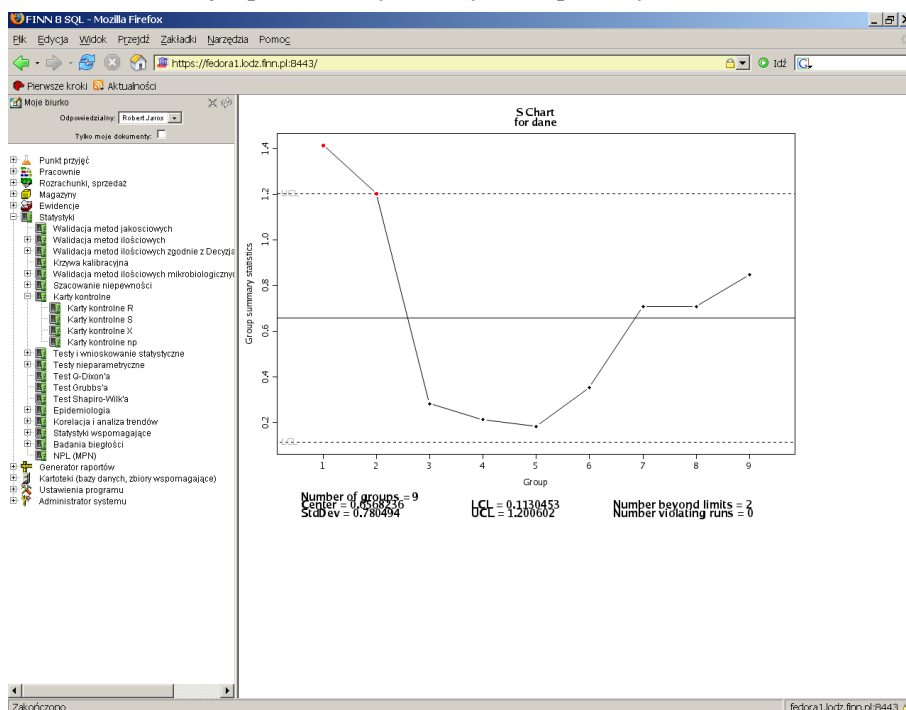 FINN 8 SQL - Mozilla Firefox
Plik Edycja Widok Przejdź Zakładki Narzędzia Pomoc
https://fedora1.lodz.finn.pl:8443/ Idź
Pierwsze kroki Aktualności
Moje biurko
Odpowiedzialny: Robert Jaros
Tylko moje dokumenty:
Punkt przyjęć
Pracownie
Rozrachunki, sprzedaż
Magazyny
Ewidencje
Statystyki
Walidacja metod jakosciowych
Walidacja metod ilościowych
Walidacja metod ilościowych zgodnie z Decyzja
Krzywa kalibracyjna
Walidacja metod ilościowych mikrobiologicznyc
Szacowanie niepewności
Karty kontrolne
Karty kontrolne R
Karty kontrolne S
Karty kontrolne X
Karty kontrolne np
Testy i wnioskowanie statystyczne
Testy nieparametryczne
Test Q-Dixon'a
Test Grubbs'a
Test Shapiro-Wilk'a
Epidemiologia
Korelacja i analiza trendów
Statystyki wspomagające
Badania biegłości
NPL (MPN)
Generator raportów
Kartoteki (bazy danych, zbiory wspomagające)
Ustawienia programu
Administrator systemu
S Chart
for dane
Group summary statistics
1.4
1.2
1.0
0.8
0.6
0.4
0.2
UCL
LCL
1 2 3 4 5 6 7 8 9
Group
Number of groups = 9
Center = 0.6568236 LCL = 0.1130453 Number beyond limits = 2
StdDev = 0.780494 UCL = 1.200602 Number violating runs = 0
Zakończono fedora1.lodz.finn.pl:8443